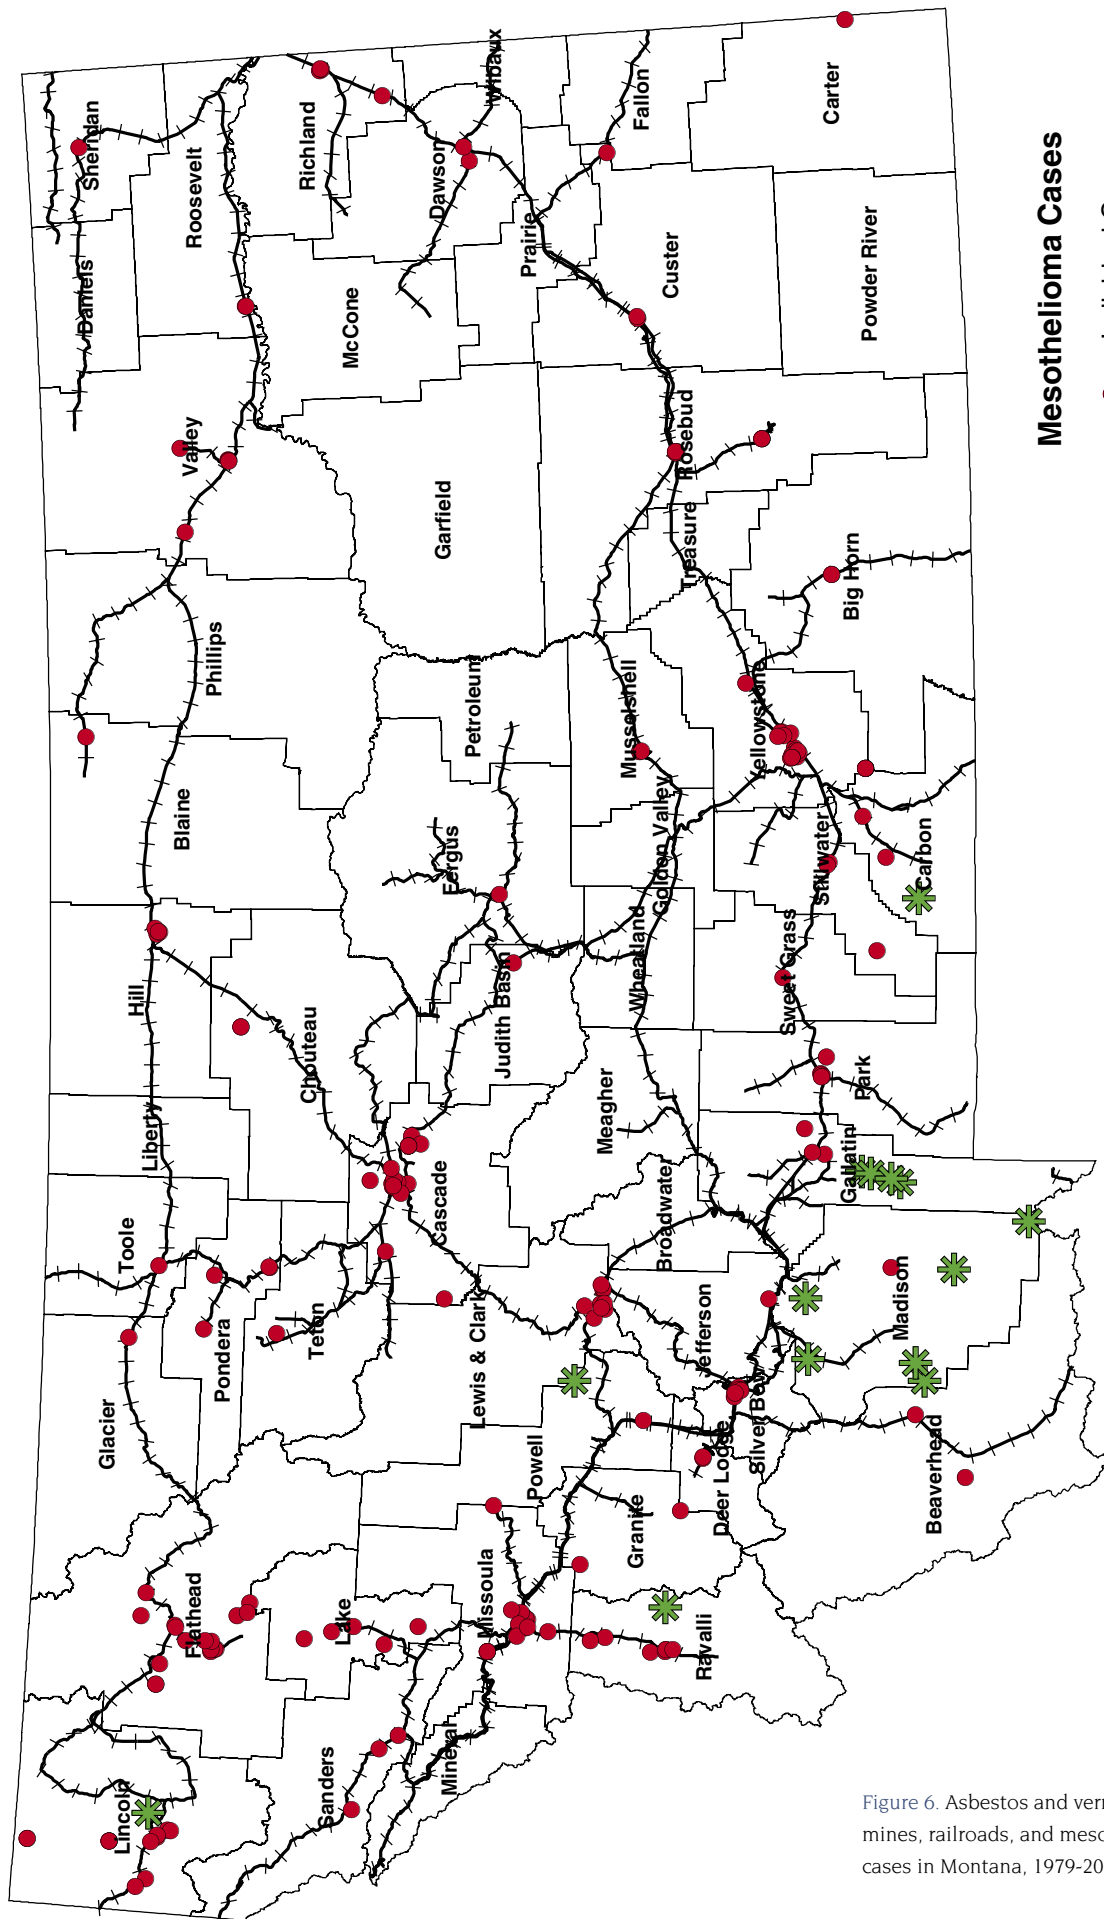 Sheridan
Daniels
Roosevelt
Richland
Wibaux
Dawson
Fallon
Carter
McCone
Prairie
Custer
Powder River
Valley
Garfield
Rosebud
Treasure
Big Horn
Phillips
Petroleum
Musselshell
Yellowstone
Blaine
Fergus
Golden Valley
Stillwater
Carbon
Hill
Chouteau
Judith Basin
Wheatland
Sweet Grass
Liberty
Meagher
Park
Gallatin
Toole
Cascade
Broadwater
Pondera
Teton
Lewis & Clark
Jefferson
Madison
Glacier
Powell
Silver Bow
Deer Lodge
Beaverhead
Granite
Flathead
Lake
Missoula
Ravalli
Lincoln
Sanders
Mineral
Mesothelioma Cases
Figure 6. Asbestos and
mines, railroads, and
cases in Montana,